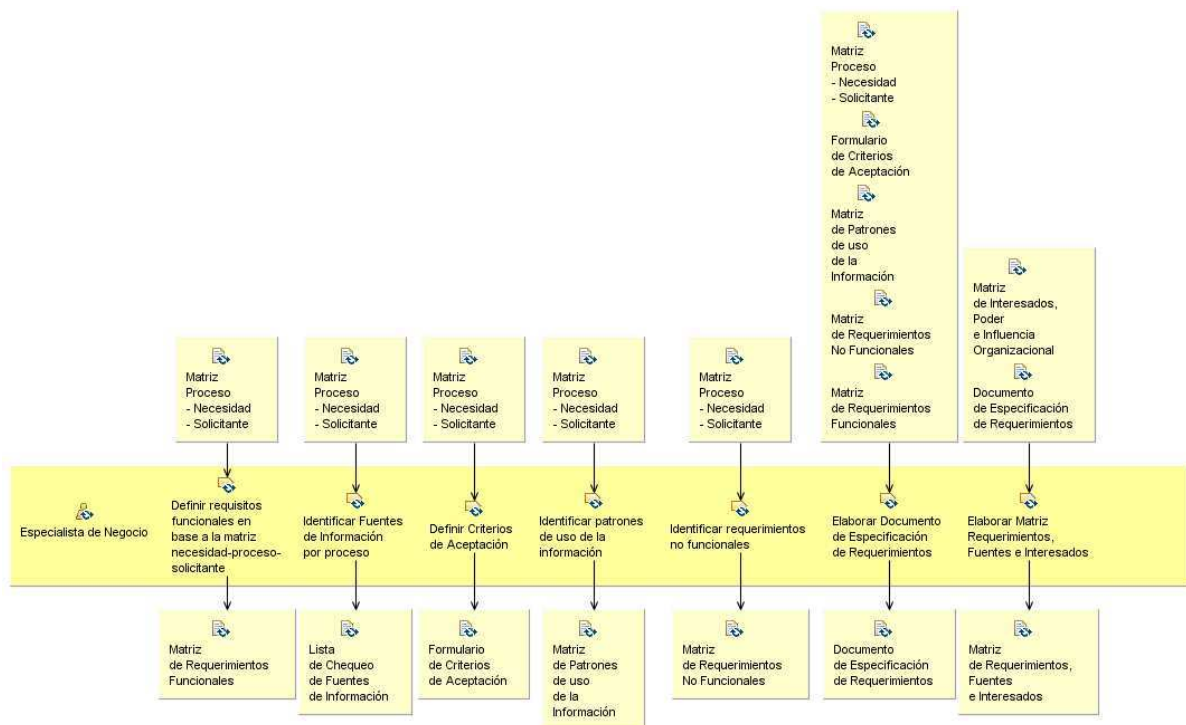 Matriz
Proceso
- Necesidad
- Solicitante
Formulario
de Criterios
de Aceptación
Matriz
de Patrones
de uso
de la
Información
Matriz
de Requerimientos
No Funcionales
Matriz
de Requerimientos
Funcionales
Matriz
de Interesados,
Poder
e Influencia
Organizacional
Documento
de Especificación
de Requerimientos
Matriz
Proceso
- Necesidad
- Solicitante
Matriz
Proceso
- Necesidad
- Solicitante
Matriz
Proceso
- Necesidad
- Solicitante
Matriz
Proceso
- Necesidad
- Solicitante
Matriz
Proceso
- Necesidad
- Solicitante
Especialista de Negocio
Definir requisitos
funcionales en
base a la matriz
necesidad-proceso-
solicitante
Identificar Fuentes
de Información
por proceso
Definir Criterios
de Aceptación
Identificar patrones
de uso de la
información
Identificar requerimientos
no funcionales
Elaborar Documento
de Especificación
de Requerimientos
Elaborar Matriz
Requerimientos,
Fuentes e Interesados
Matriz
de Requerimientos
Funcionales
Lista
de Chequeo
de Fuentes
de Información
Formulario
de Criterios
de Aceptación
Matriz
de Patrones
de uso
de la
Información
Matriz
de Requerimientos
No Funcionales
Documento
de Especificación
de Requerimientos
Matriz
de Requerimientos,
Fuentes
e Interesados